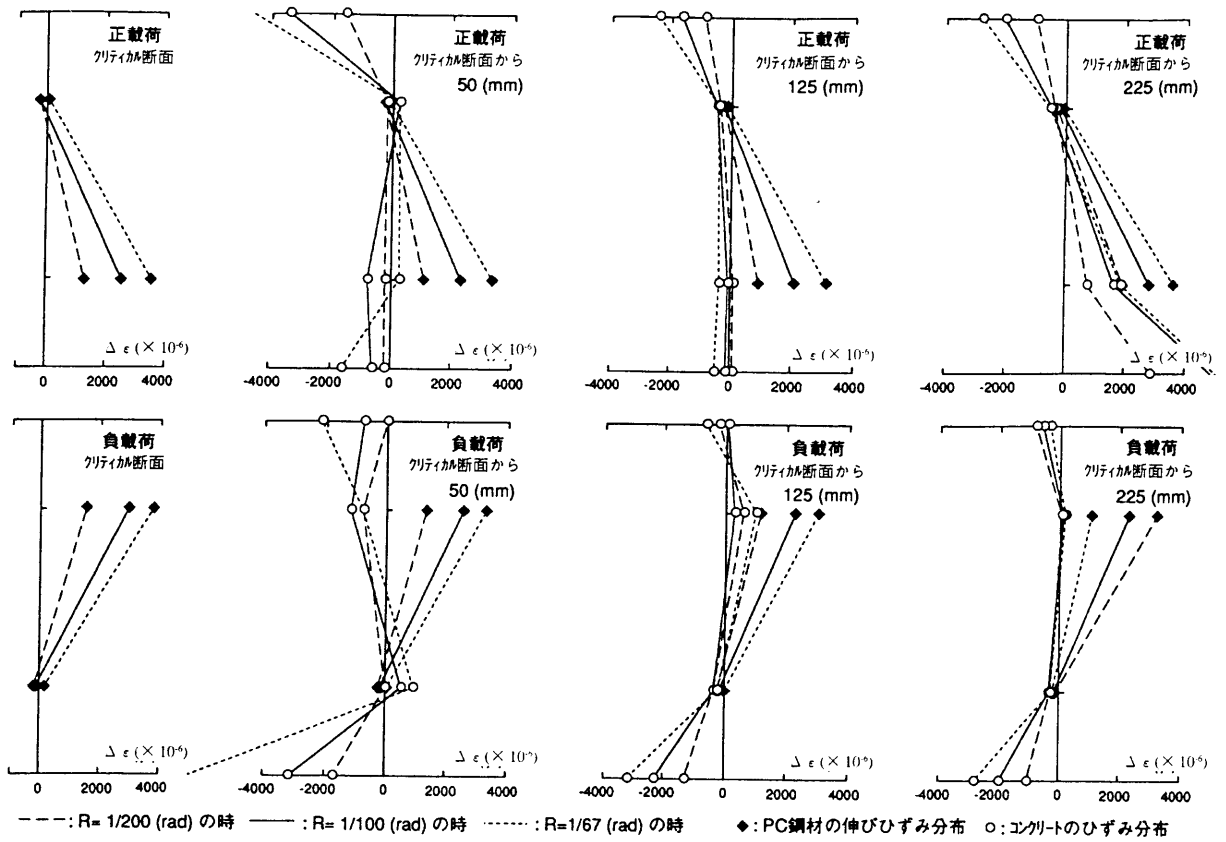 正載荷
クリティカル断面
Δ ε (× 10⁻⁶)
0 2000 4000
正載荷
クリティカル断面から
50 (mm)
Δ ε (× 10⁻⁶)
-4000 -2000 0 2000 4000
正載荷
クリティカル断面から
125 (mm)
Δ ε (× 10⁻⁶)
-4000 -2000 0 2000 4000
正載荷
クリティカル断面から
225 (mm)
Δ ε (× 10⁻⁶)
-4000 -2000 0 2000 4000
負載荷
クリティカル断面
Δ ε (× 10⁻⁶)
0 2000 4000
負載荷
クリティカル断面から
50 (mm)
Δ ε (× 10⁻⁶)
-4000 -2000 0 2000 4000
負載荷
クリティカル断面から
125 (mm)
Δ ε (× 10⁻⁶)
-4000 -2000 0 2000 4000
負載荷
クリティカル断面から
225 (mm)
Δ ε (× 10⁻⁶)
-4000 -2000 0 2000 4000
: R= 1/200 (rad) の時 : R= 1/100 (rad) の時 : R=1/67 (rad) の時 ◆ : PC鋼材の伸びひずみ分布 ○ : コンクリートのひずみ分布